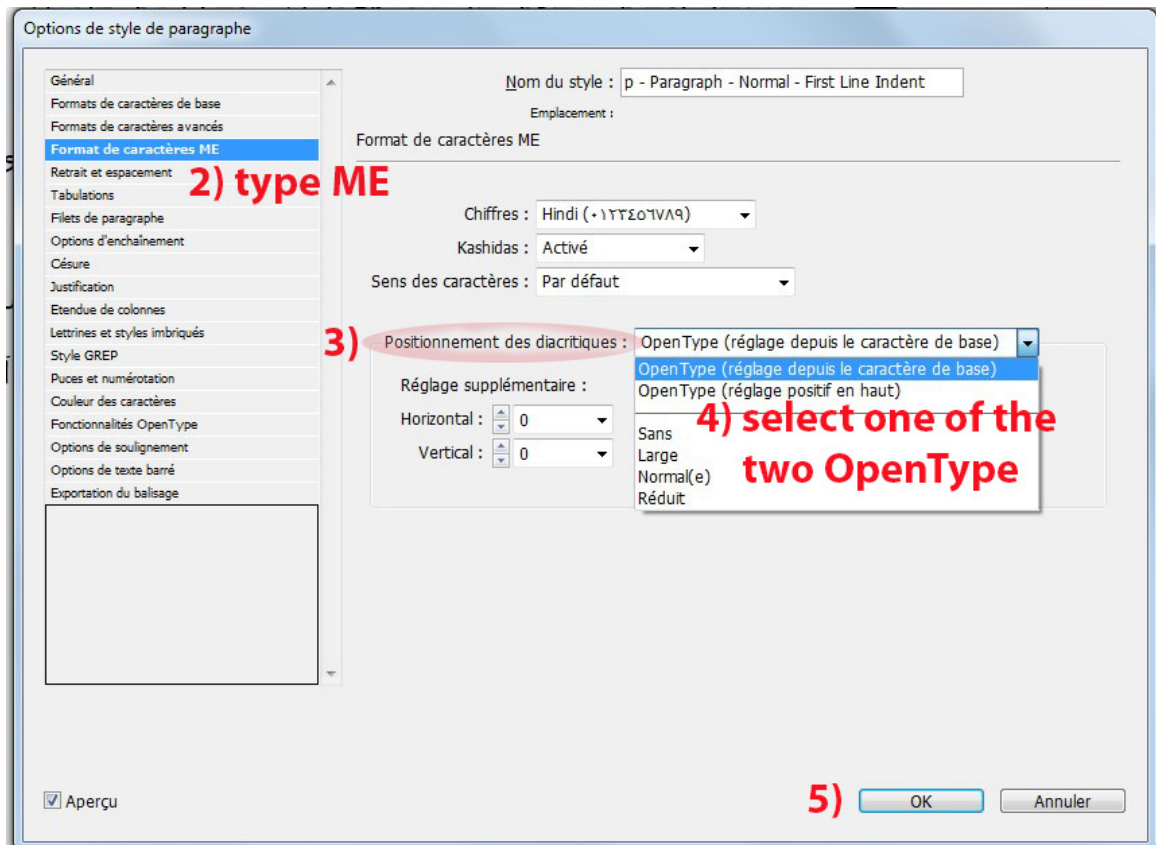 Options de style de paragraphe
Général
Formats de caractères de base
Formats de caractères avancés
Format de caractères ME
Retrait et espacement
Tabulations
Filets de paragraphe
Options d'enchaînement
Césure
Justification
Etendue de colonnes
Lettrines et styles imbriqués
Style GREP
Puces et numérotation
Couleur des caractères
Fonctionnalités OpenType
Options de soulignement
Options de texte barré
Exportation du balisage
Nom du style : p - Paragraph - Normal - First Line Indent
Emplacement :
Format de caractères ME
2) type ME
Chiffres : Hindi (٠١٢٣٤٥٦٧٨٩)
Kashidas : Activé
Sens des caractères : Par défaut
3) Positionnement des diacritiques : OpenType (réglage depuis le caractère de base)
OpenType (réglage depuis le caractère de base)
OpenType (réglage positif en haut)
Sans
Large
Normal(e)
Réduit
4) select one of the
two OpenType
Réglage supplémentaire :
Horizontal : 0
Vertical : 0
Aperçu
5) OK Annuler